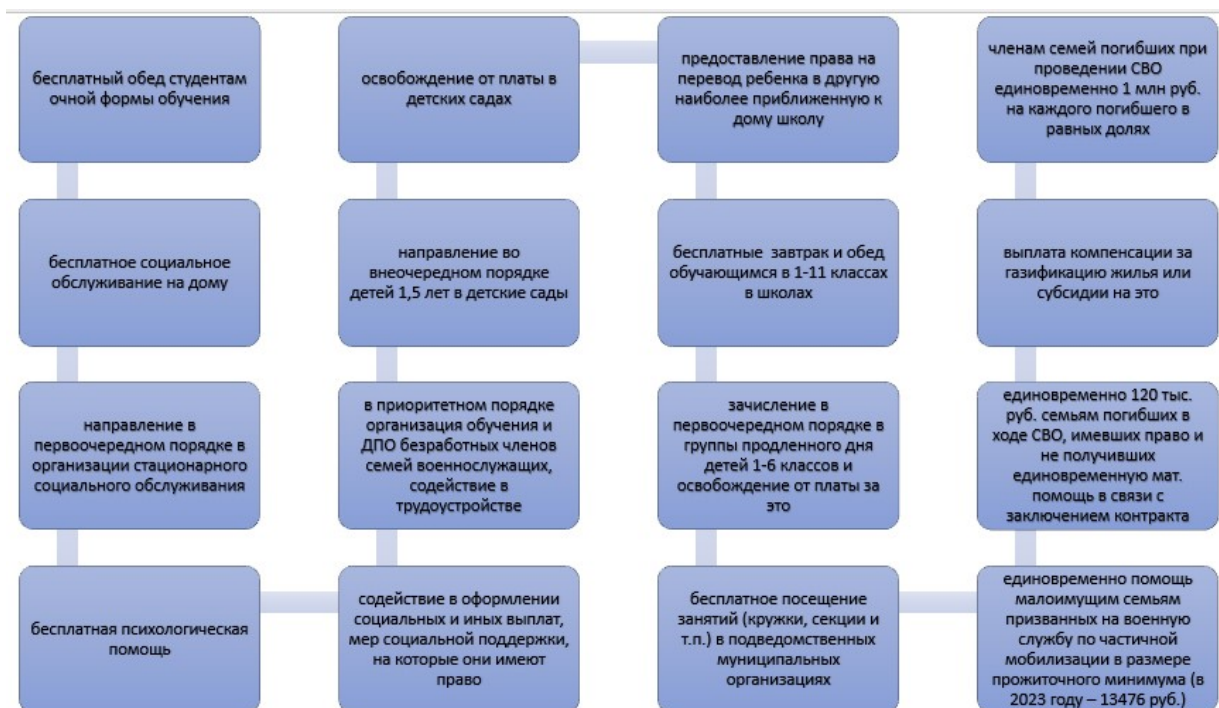 бесплатный обед студентам
очной формы обучения
бесплатное социальное
обслуживание на дому
направление в
первоочередном порядке в
организации стационарного
социального обслуживания
бесплатная психологическая
помощь
содействие в оформлении
социальных и иных выплат,
мер социальной поддержки,
на которые они имеют
право
в приоритетном порядке
организация обучения и
ДПО безработных членов
семей военнослужащих,
содействие в
трудоустройстве
направление во
внеочередном порядке
детей 1,5 лет в детские сады
освобождение от платы в
детских садах
предоставление права на
перевод ребенка в другую
наиболее приближенную к
дому школу
бесплатные завтрак и обед
обучающимся в 1-11 классах
в школах
зачисление в
первоочередном порядке в
группы продленного дня
детей 1-6 классов и
освобождение от платы за
это
бесплатное посещение
занятий (кружки, секции и
т.п.) в подведомственных
муниципальных
организациях
единовременно помощь
малоимущим семьям
призванных на военную
службу по частичной
мобилизации в размере
прожиточного минимума (в
2023 году – 13476 руб.)
единовременно 120 тыс.
руб. семьям погибших в
ходе СВО, имевших право и
не получивших
единовременную мат.
помощь в связи с
заключением контракта
выплата компенсации за
газификацию жилья или
субсидии на это
членам семей погибших при
проведении СВО
единовременно 1 млн руб.
на каждого погибшего в
равных долях